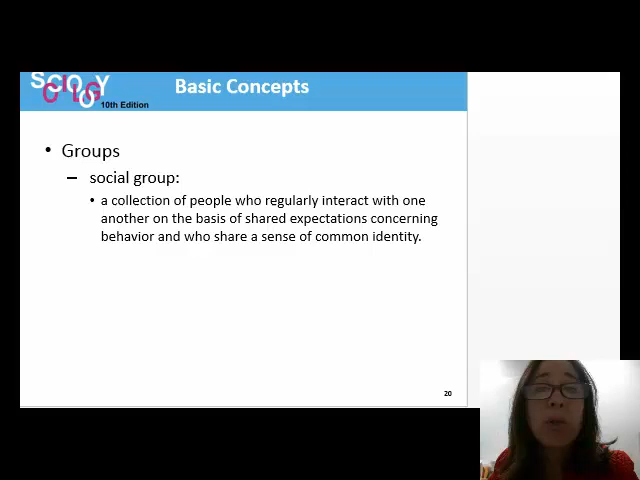 SOCIOLOGY
10th Edition
Basic Concepts
• Groups
– social group:
• a collection of people who regularly interact with one
another on the basis of shared expectations concerning
behavior and who share a sense of common identity.
20